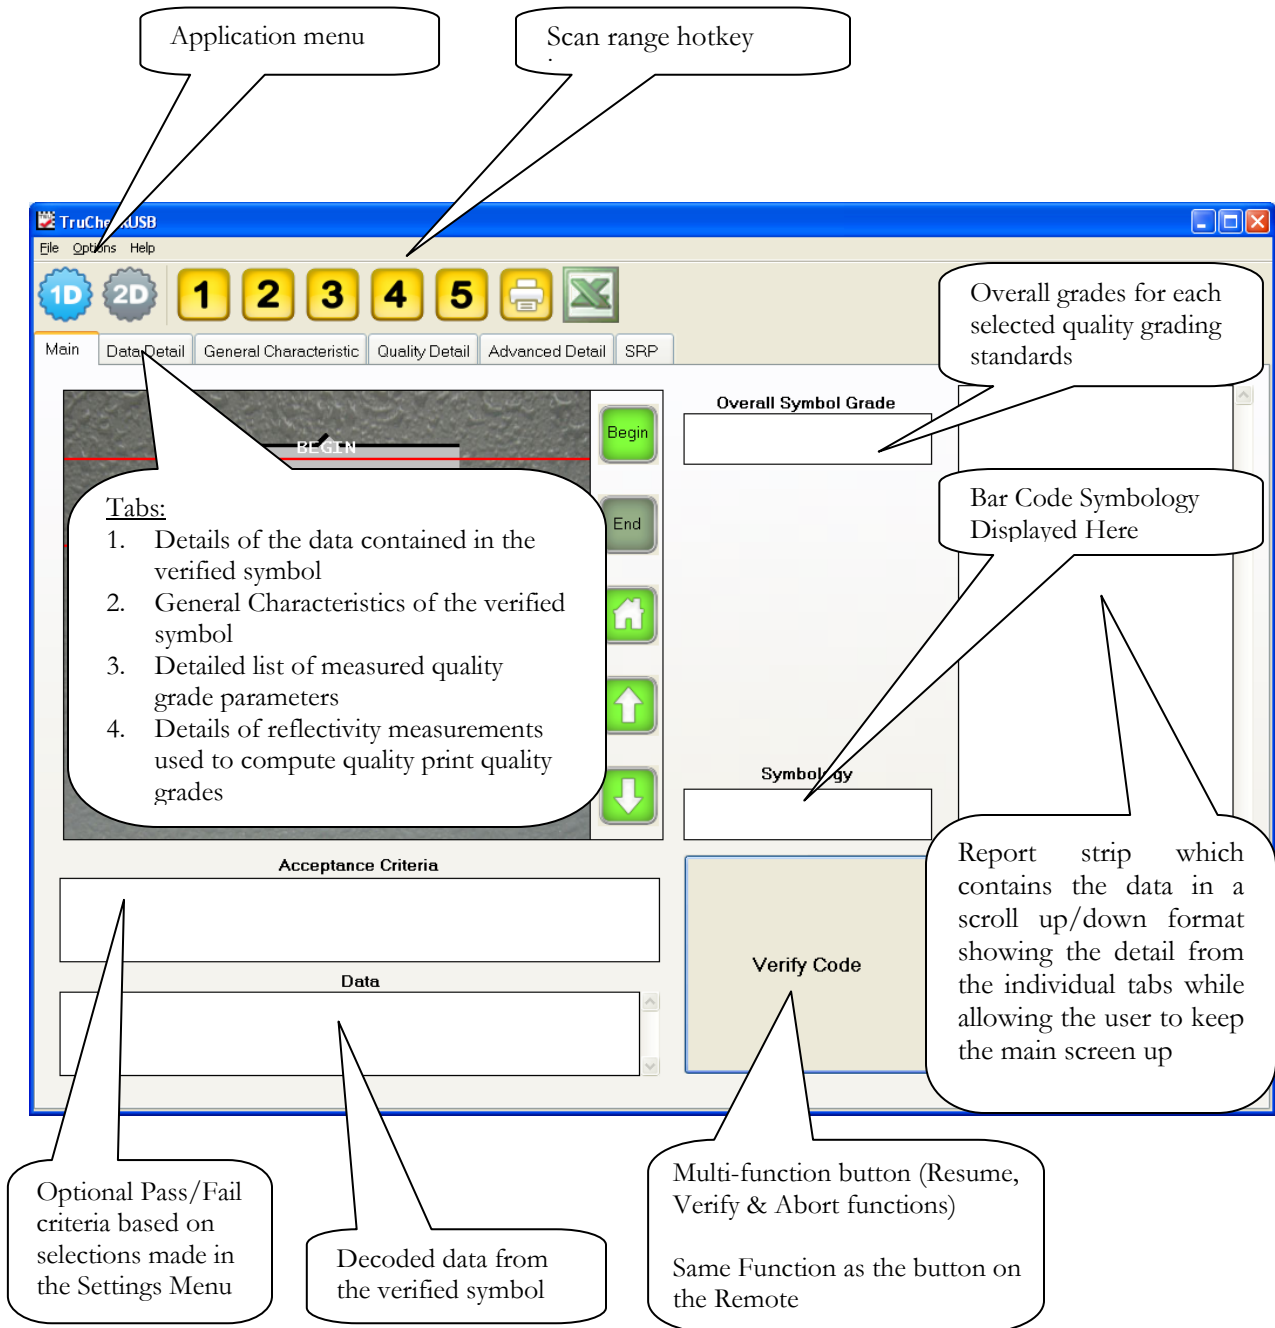 Application menu
Scan range hotkey
TruCheckUSB
File Options Help
1D 2D 1 2 3 4 5
Overall grades for each
selected quality grading
standards
Main Data Detail General Characteristic Quality Detail Advanced Detail SRP
BEGIN
Begin
Overall Symbol Grade
End
Tabs:
1. Details of the data contained in the
verified symbol
2. General Characteristics of the verified
symbol
3. Detailed list of measured quality
grade parameters
4. Details of reflectivity measurements
used to compute quality print quality
grades
Bar Code Symbology
Displayed Here
Symbology
Report strip which
contains the data in a
scroll up/down format
showing the detail from
the individual tabs while
allowing the user to keep
the main screen up
Acceptance Criteria
Verify Code
Data
Optional Pass/Fail
criteria based on
selections made in
the Settings Menu
Decoded data from
the verified symbol
Multi-function button (Resume,
Verify & Abort functions)
Same Function as the button on
the Remote